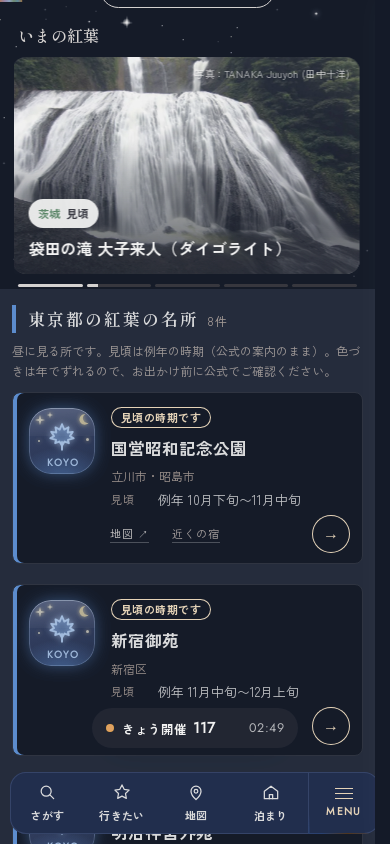 いまの紅葉
写真：TANAKA Juuyoh (田中十洋)
茨城 見頃
袋田の滝 大子来人（ダイゴライト）
東京都の紅葉の名所 8件
昼に見る所です。見頃は例年の時期（公式の案内のまま）。色づ
きは年でずれるので、お出かけ前に公式でご確認ください。
見頃の時期です
国営昭和記念公園
KOYO
立川市・昭島市
見頃 例年 10月下旬〜11月中旬
地図 ↗ 近くの宿 →
見頃の時期です
新宿御苑
KOYO
新宿区
見頃 例年 11月中旬〜12月上旬
きょう開催 117 02:49 →
さがす 行きたい 地図 泊まり MENU